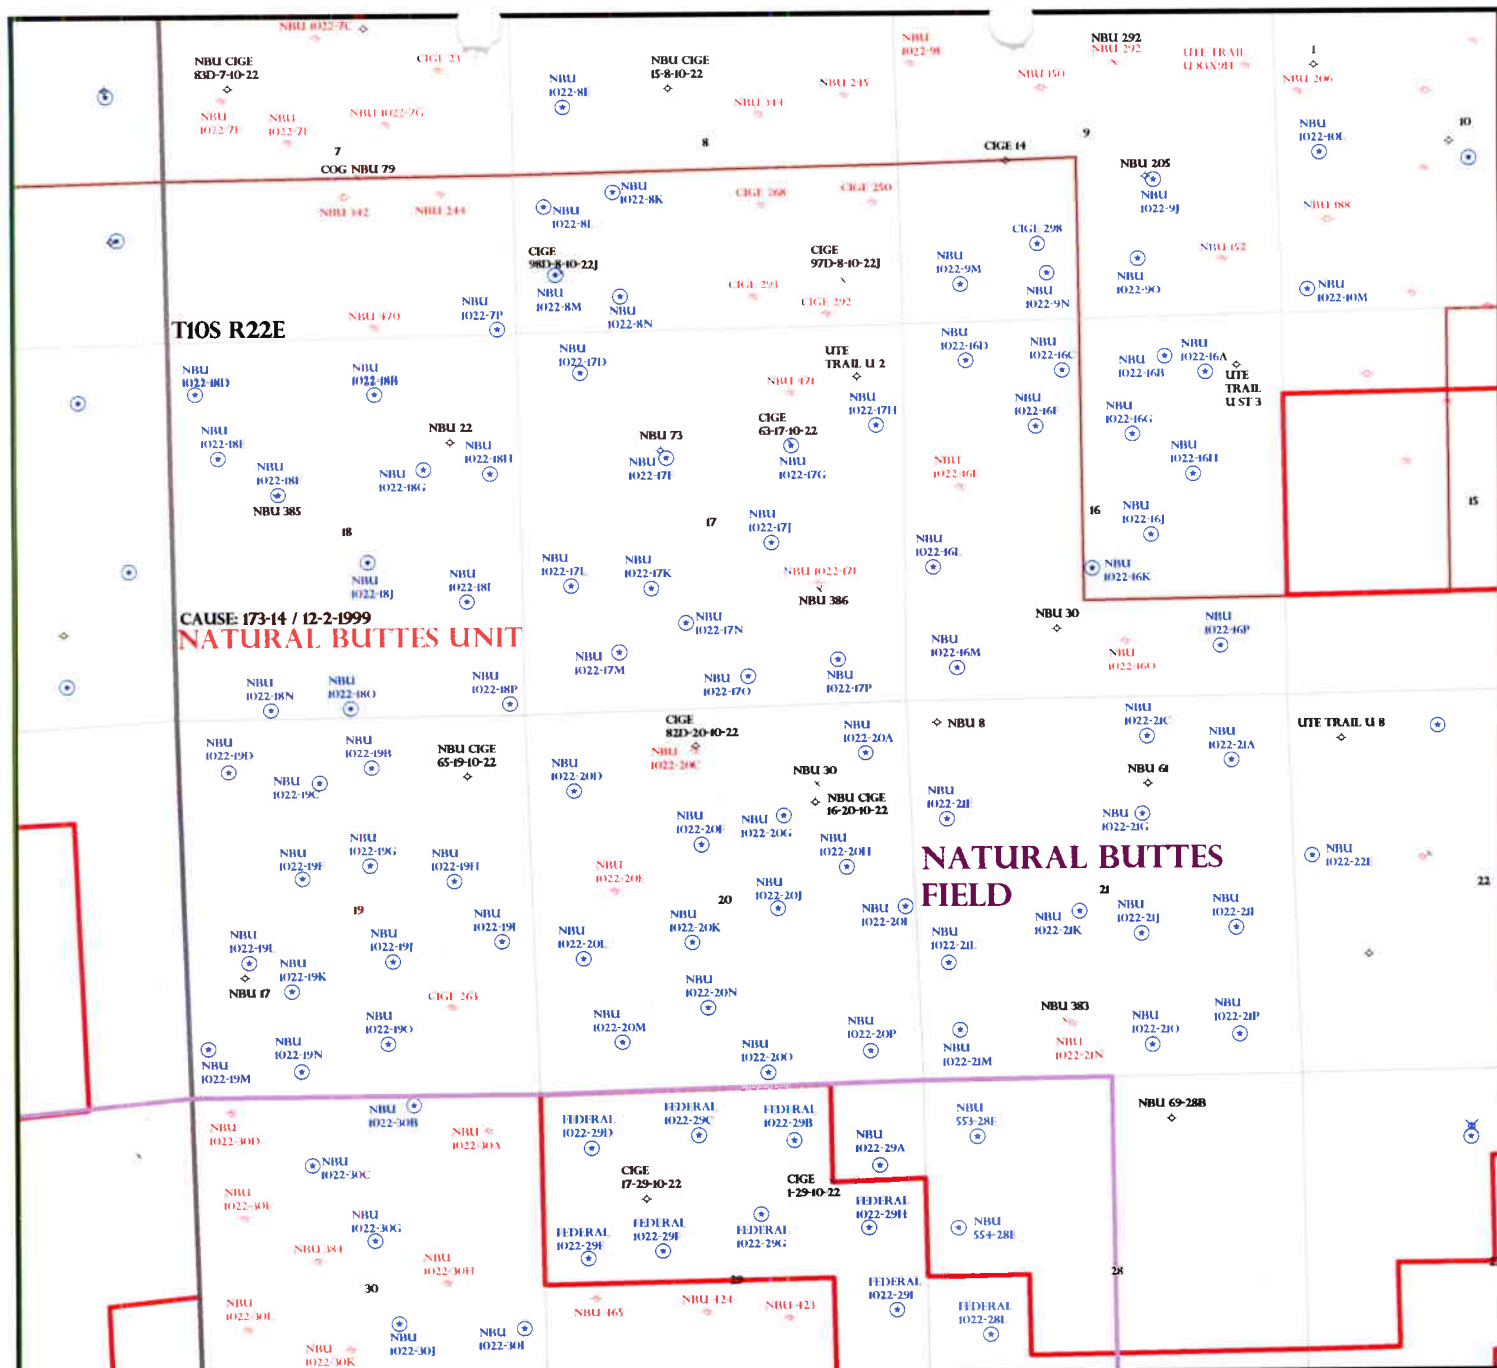 NBU 1022-7C
NBU CIGE
83D-7-10-22
CIGE 23
NBU
1022-7E
NBU
1022-7F
NBU 1022-7G
7
COG NBU 79
NBU 342
NBU 244
NBU
1022-8E
NBU CIGE
15-8-10-22
NBU 343
NBU 245
8
NBU
1022-9E
NBU 292
NBU 292
NBU 350
UTE TRAIL
U 83X9H
9
CIGE 14
NBU 205
NBU
1022-9J
1
NBU 206
NBU
1022-10L
10
NBU 188
NBU
1022-8K
NBU
1022-8L
CIGE 268
CIGE 250
CIGE
98D-8-10-22J
NBU
1022-8M
NBU
1022-8N
CIGE 293
CIGE
97D-8-10-22J
CIGE 292
NBU
1022-9M
CIGE 298
NBU
1022-9N
NBU
1022-9O
NBU 152
NBU
1022-10M
T10S R22E
NBU 470
NBU
1022-7P
NBU
1022-18D
NBU
1022-18B
NBU
1022-17D
UTE
TRAIL U 2
NBU 471
NBU
1022-17H
NBU
1022-16D
NBU
1022-16C
NBU
1022-16B
NBU
1022-16A
UTE
TRAIL
U ST 3
NBU
1022-18E
NBU
1022-18F
NBU 385
NBU 22
NBU
1022-18G
NBU
1022-18H
NBU 73
NBU
1022-17F
CIGE
63-17-10-22
NBU
1022-17G
NBU
1022-16F
NBU
1022-16E
NBU
1022-16G
NBU
1022-16H
18
17
16
15
NBU
1022-17J
NBU
1022-16J
NBU
1022-18J
NBU
1022-18I
NBU
1022-17L
NBU
1022-17K
NBU 1022-17I
NBU 386
NBU
1022-16L
NBU
1022-16K
CAUSE: 173-14 / 12-2-1999
NATURAL BUTTES UNIT
NBU
1022-17N
NBU
1022-17M
NBU 30
NBU
1022-16M
NBU
1022-16O
NBU
1022-16P
NBU
1022-18N
NBU
1022-18O
NBU
1022-18P
NBU
1022-17O
NBU
1022-17P
NBU
1022-19D
NBU
1022-19C
NBU
1022-19B
NBU CIGE
65-19-10-22
CIGE
82D-20-10-22
NBU
1022-20C
NBU
1022-20D
NBU
1022-20A
NBU 8
NBU
1022-21C
NBU
1022-21A
UTE TRAIL U 8
NBU 30
NBU CIGE
16-20-10-22
NBU
1022-21E
NBU 61
NBU
1022-21G
NBU
1022-19F
NBU
1022-19G
NBU
1022-19H
NBU
1022-20F
NBU
1022-20G
NBU
1022-20H
NBU
1022-20E
NATURAL BUTTES
FIELD
NBU
1022-22E
19
20
21
22
NBU
1022-20J
NBU
1022-20I
NBU
1022-21K
NBU
1022-21J
NBU
1022-21I
NBU
1022-19L
NBU 17
NBU
1022-19K
NBU
1022-19J
NBU
1022-19I
NBU
1022-20L
NBU
1022-20K
NBU
1022-21L
CIGE 263
NBU
1022-20N
NBU 383
NBU
1022-21N
NBU
1022-19M
NBU
1022-19N
NBU
1022-19O
NBU
1022-20M
NBU
1022-20O
NBU
1022-20P
NBU
1022-21M
NBU
1022-21O
NBU
1022-21P
NBU
1022-30D
NBU
1022-30B
NBU
1022-30A
FEDERAL
1022-29D
FEDERAL
1022-29C
FEDERAL
1022-29B
NBU
1022-29A
NBU
553-28E
NBU 69-28B
NBU
1022-30C
NBU
1022-30E
NBU
1022-30G
NBU 384
NBU
1022-30H
CIGE
17-29-10-22
CIGE
1-29-10-22
FEDERAL
1022-29E
FEDERAL
1022-29F
FEDERAL
1022-29G
FEDERAL
1022-29H
NBU
554-28E
30
29
28
NBU
1022-30L
NBU
1022-30K
NBU
1022-30J
NBU
1022-30I
NBU 465
NBU 424
NBU 423
FEDERAL
1022-29I
FEDERAL
1022-28L